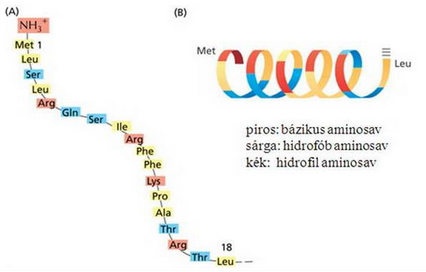 (A)
NH3+
Met 1
Leu
Ser
Leu
Arg
Gln
Ser
Ile
Arg
Phe
Phe
Lys
Pro
Ala
Thr
Arg
Thr
18
Leu
(B)
Met
Leu
piros: bázikus aminosav
sárga: hidrofób aminosav
kék: hidrofil aminosav